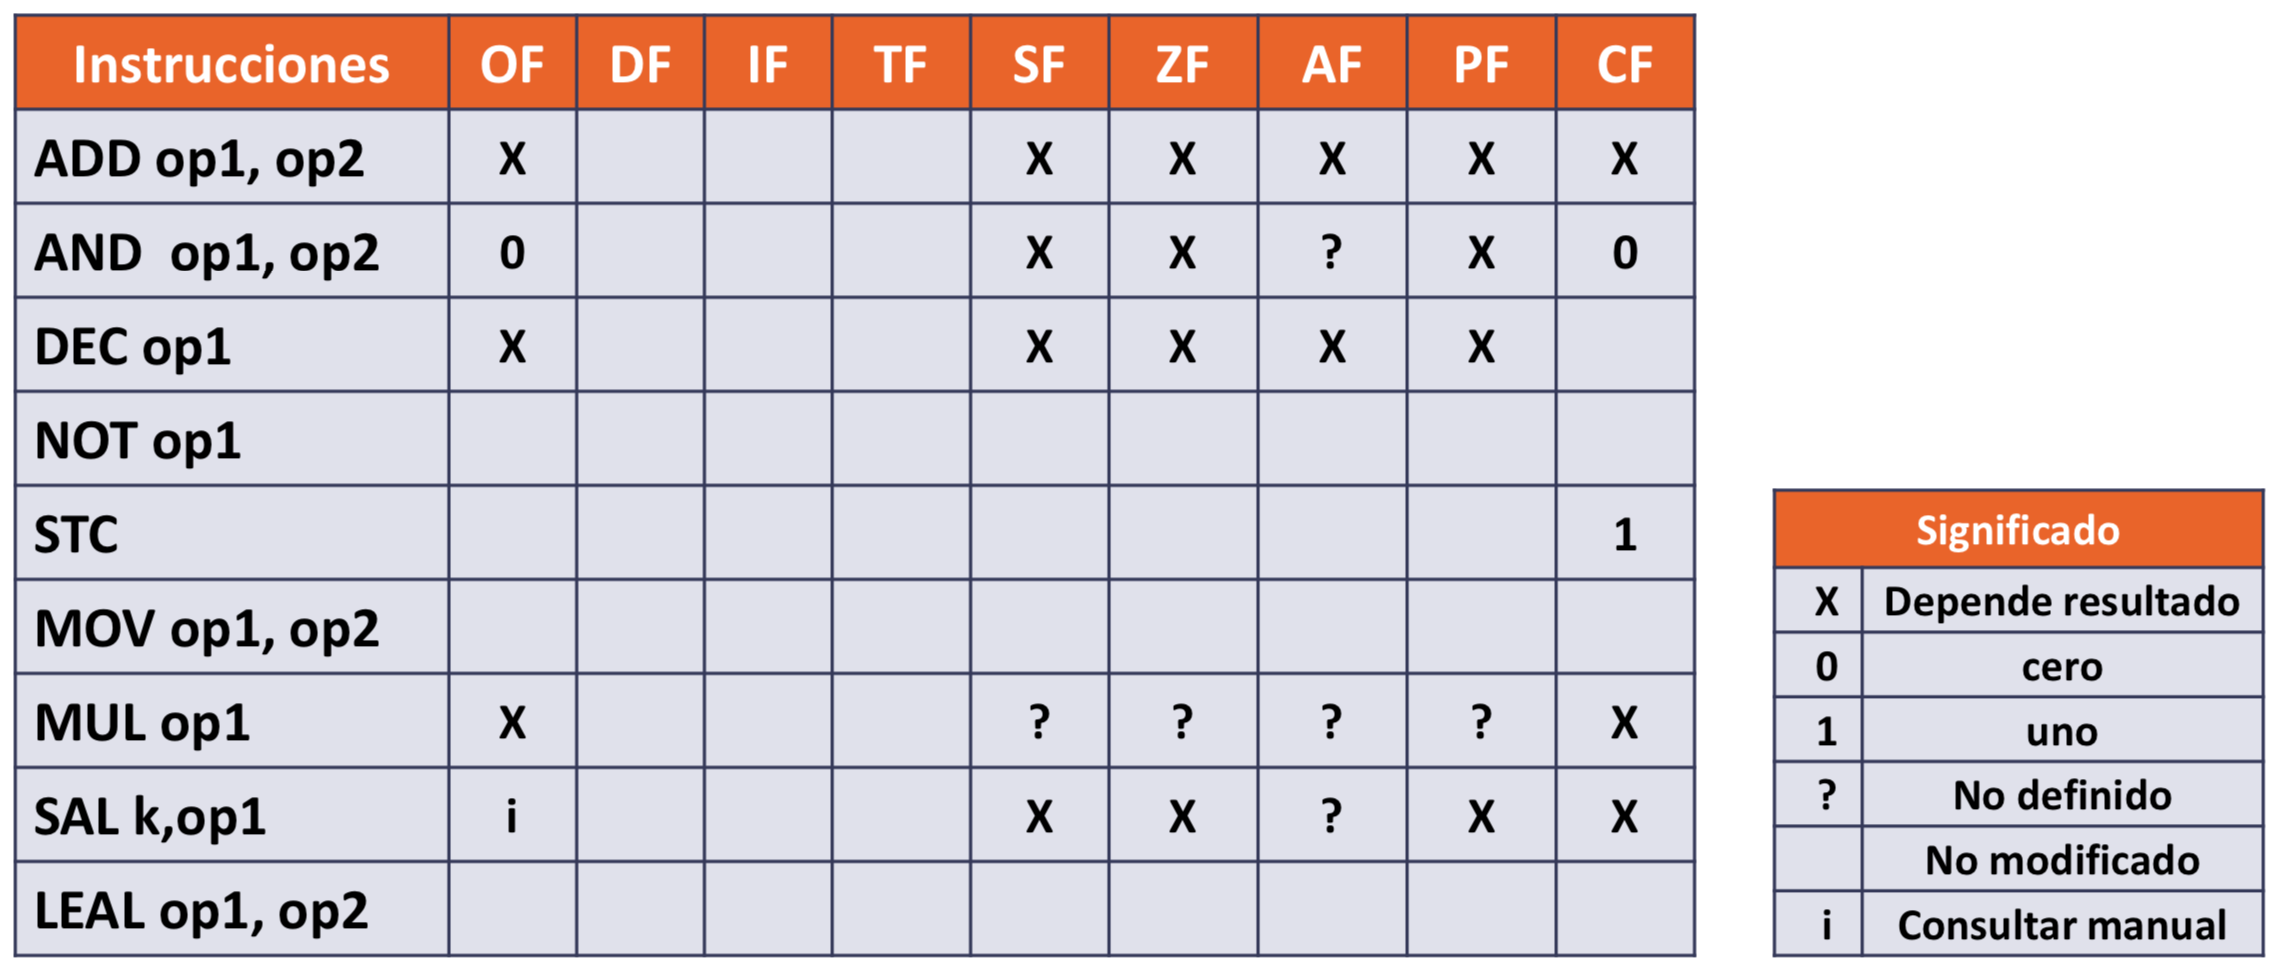 Instrucciones OF DF IF TF SF ZF AF PF CF
ADD op1, op2 X X X X X X
AND op1, op2 0 X X ? X 0
DEC op1 X X X X X
NOT op1
STC 1
MOV op1, op2
MUL op1 X ? ? ? ? X
SAL k,op1 i X X ? X X
LEAL op1, op2
Significado
X Depende resultado
0 cero
1 uno
? No definido
No modificado
i Consultar manual